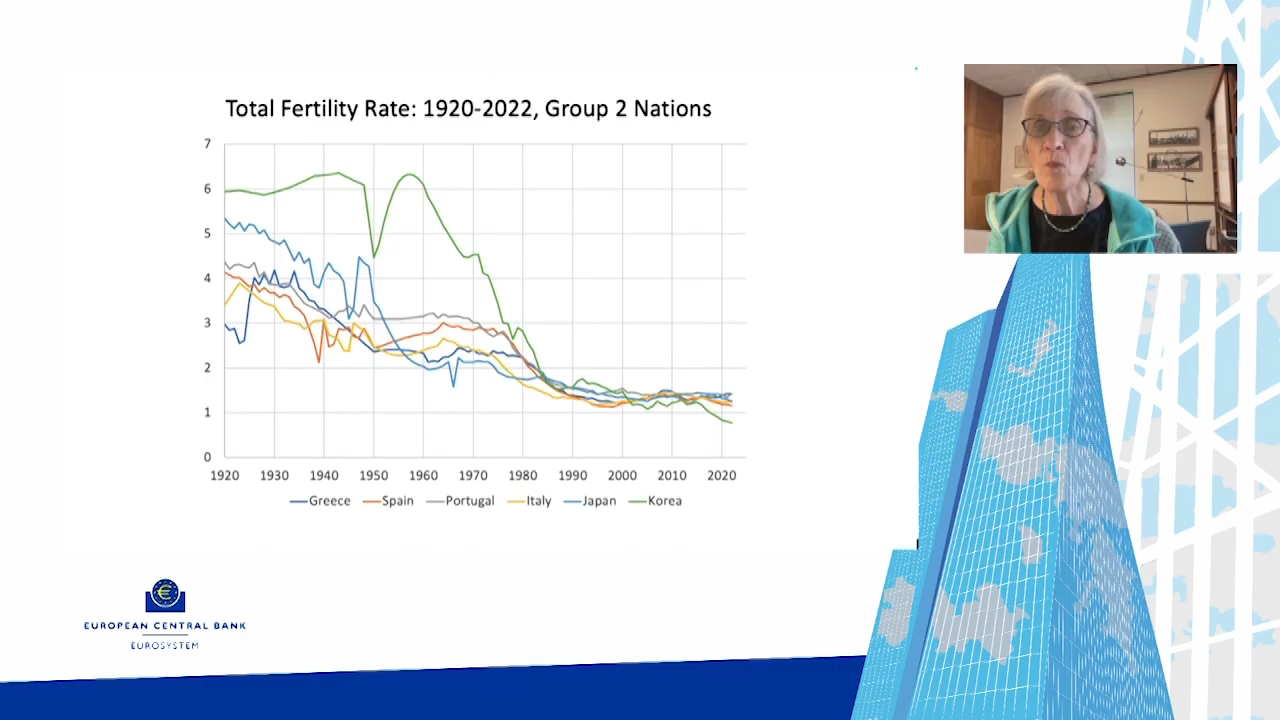 Total Fertility Rate: 1920-2022, Group 2 Nations
7
6
5
4
3
2
1
0
1920 1930 1940 1950 1960 1970 1980 1990 2000 2010 2020
Greece Spain Portugal Italy Japan Korea
€
EUROPEAN CENTRAL BANK
EUROSYSTEM